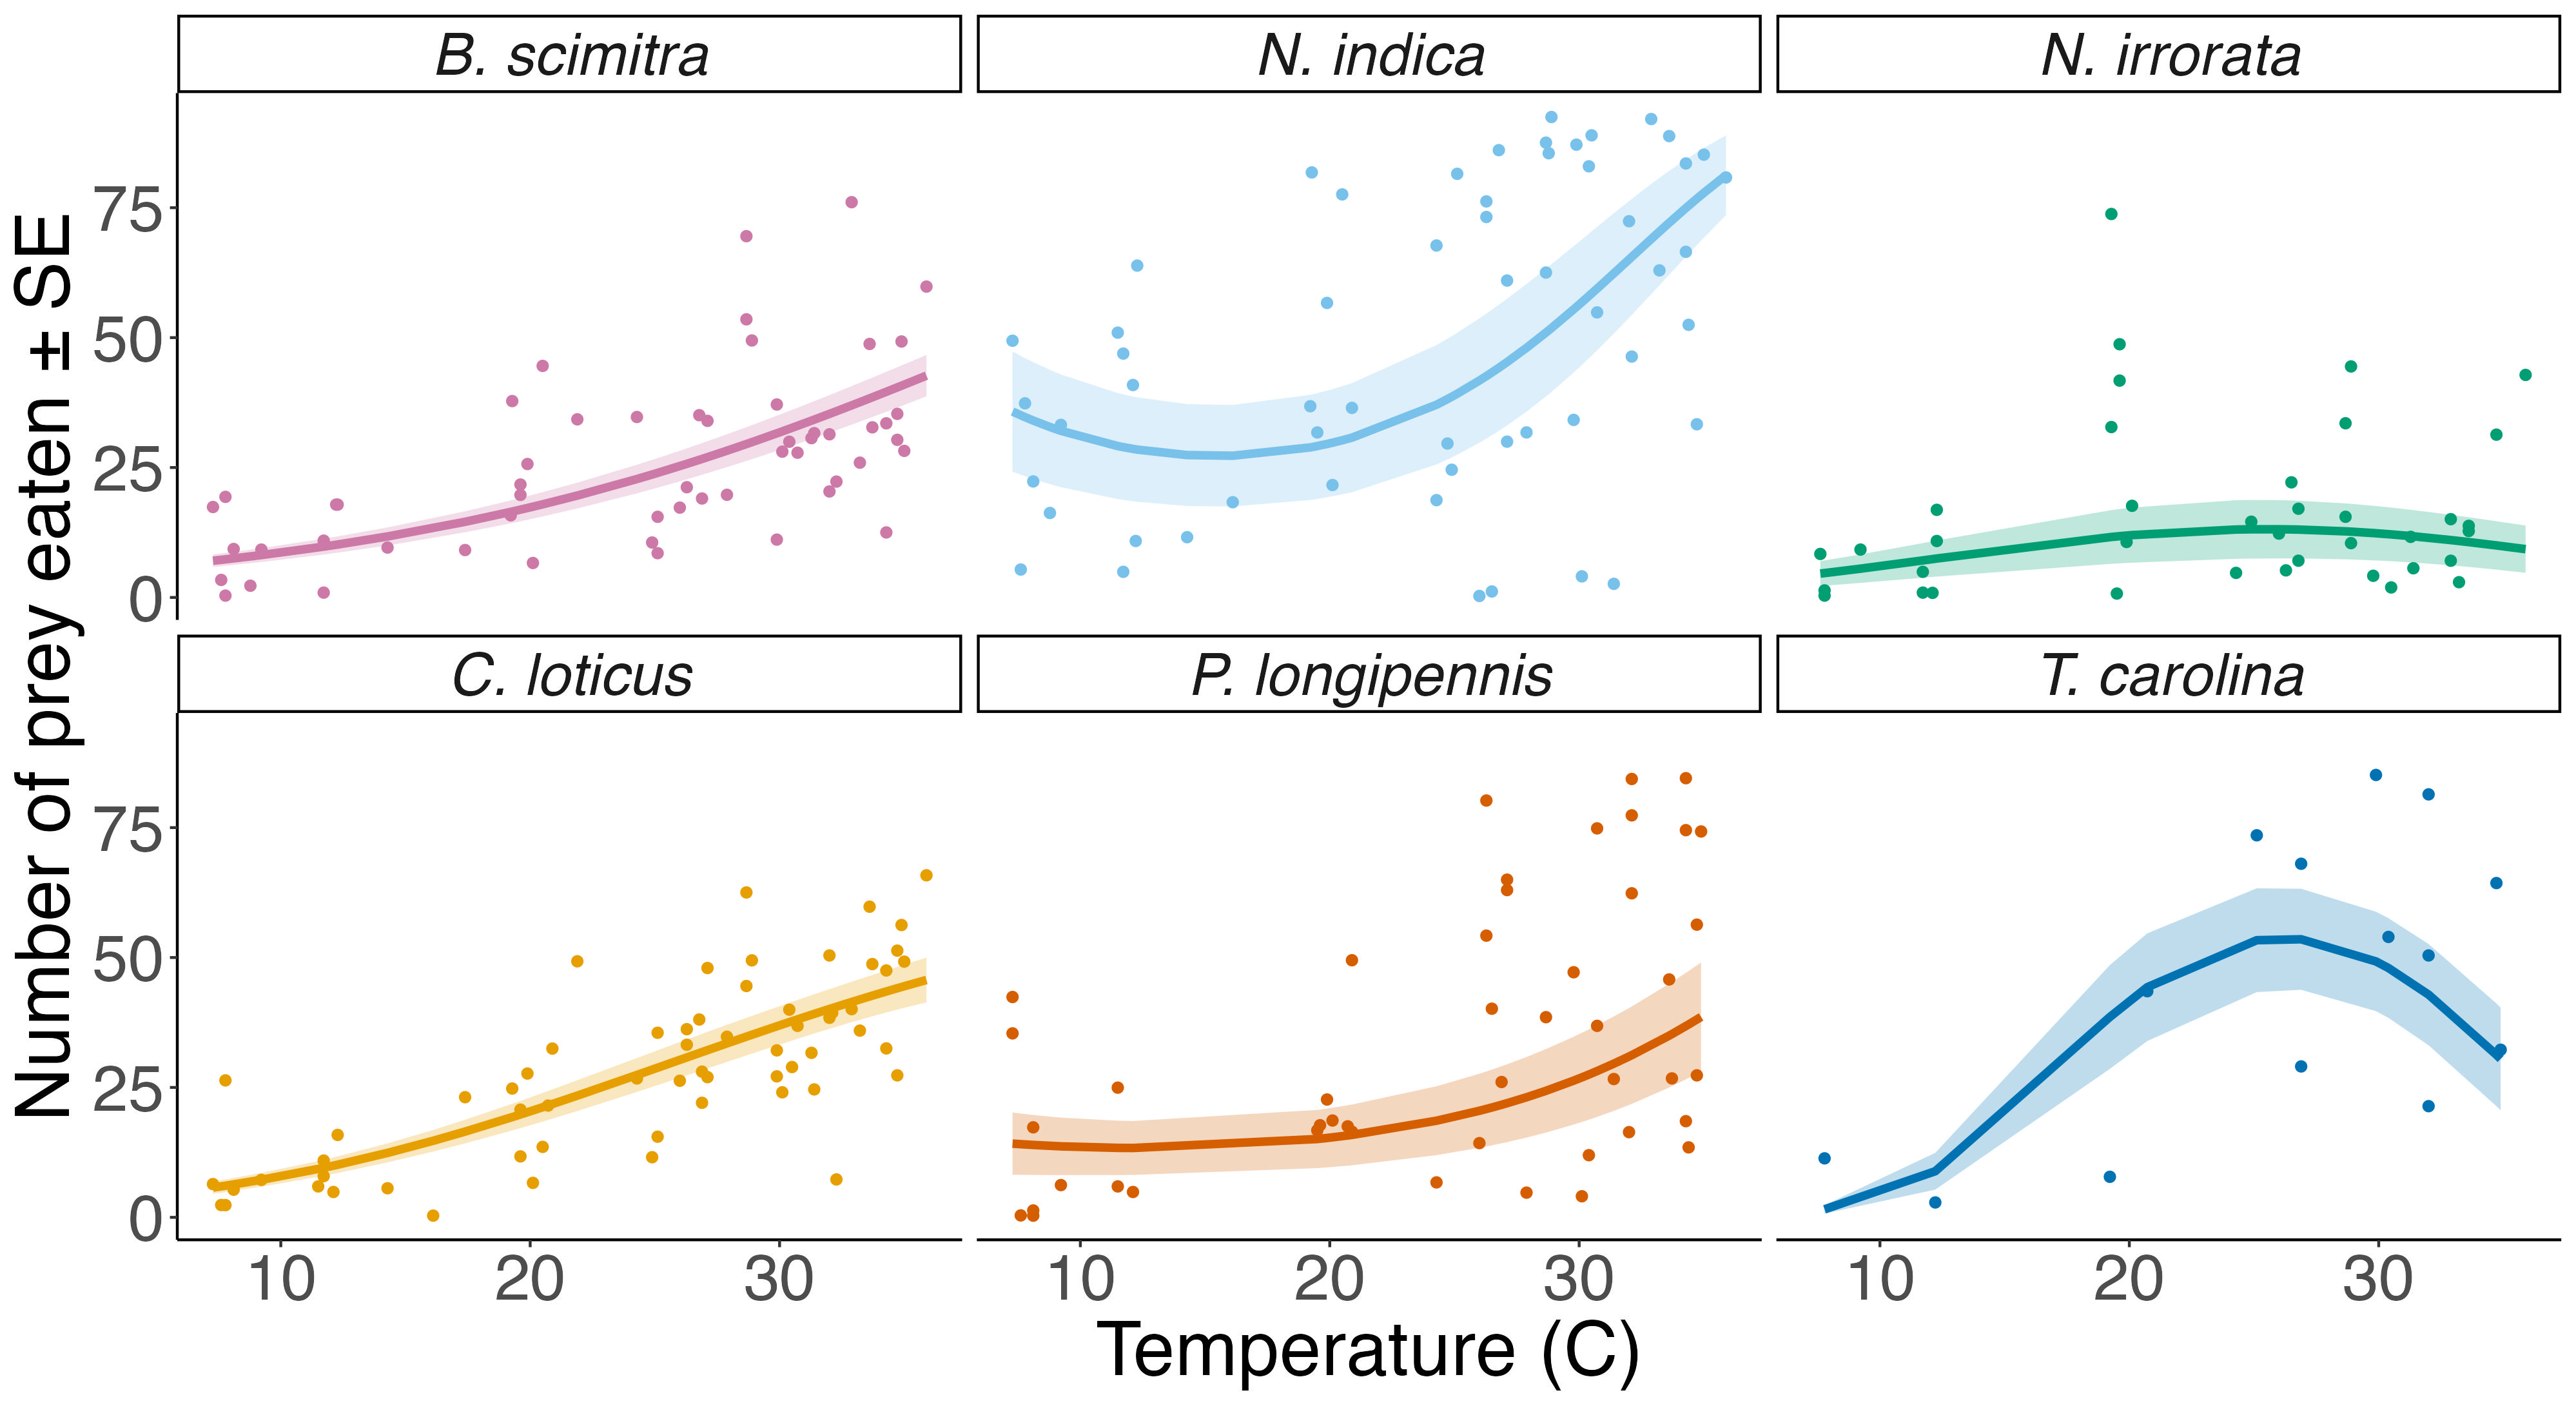 B. scimitra
N. indica
N. irrorata
75
50
25
0
C. loticus
P. longipennis
T. carolina
75
50
25
0
10 20 30
10 20 30
10 20 30
Temperature (C)
Number of prey eaten ± SE